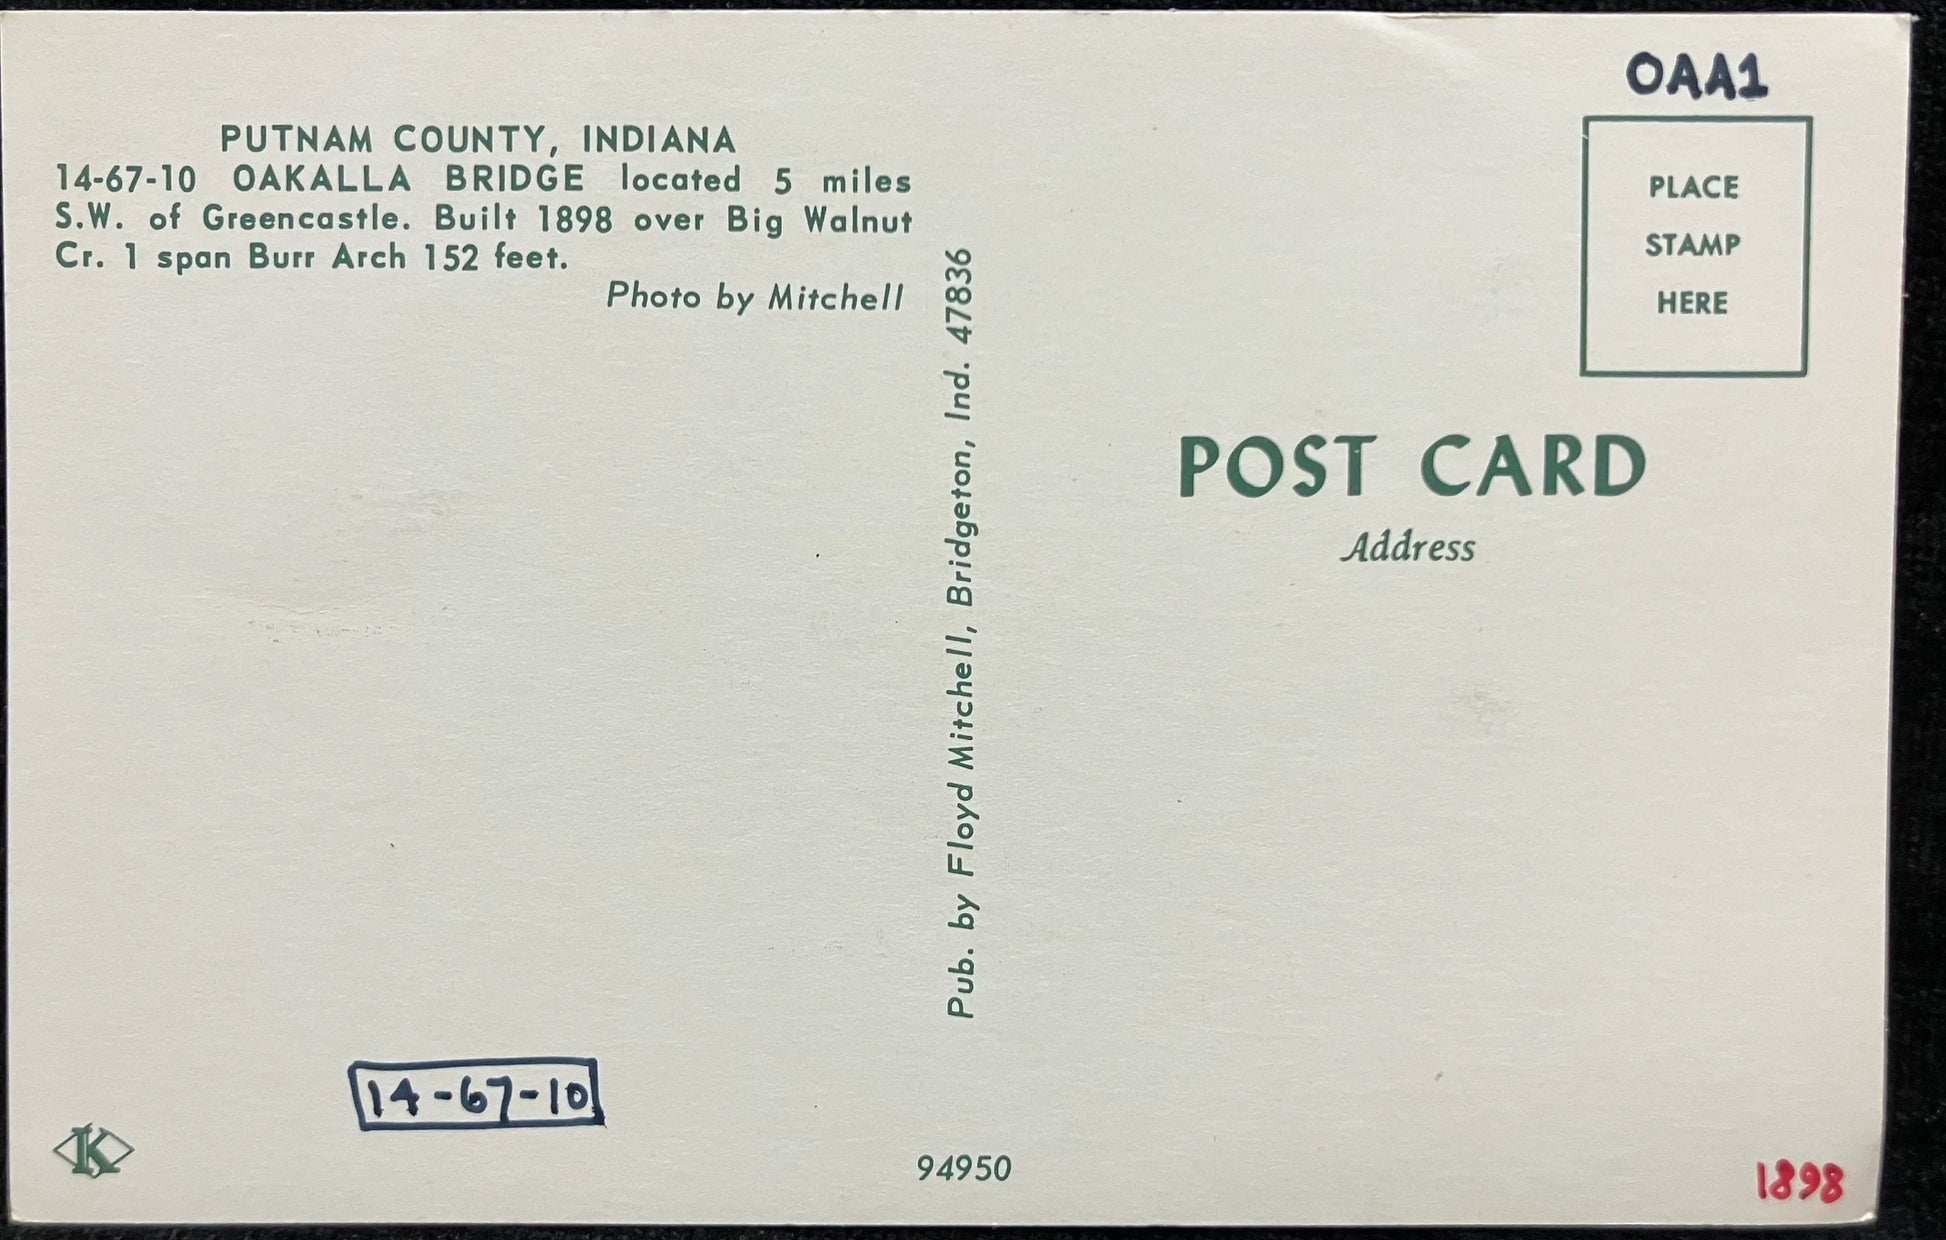 OAA1
PLACE
STAMP
HERE
PUTNAM COUNTY, INDIANA
14-67-10 OAKALLA BRIDGE located 5 miles
S.W. of Greencastle. Built 1898 over Big Walnut
Cr. 1 span Burr Arch 152 feet.
Photo by Mitchell
Pub. by Floyd Mitchell, Bridgeton, Ind. 47836
POST CARD
Address
14-67-10
K
94950
1898